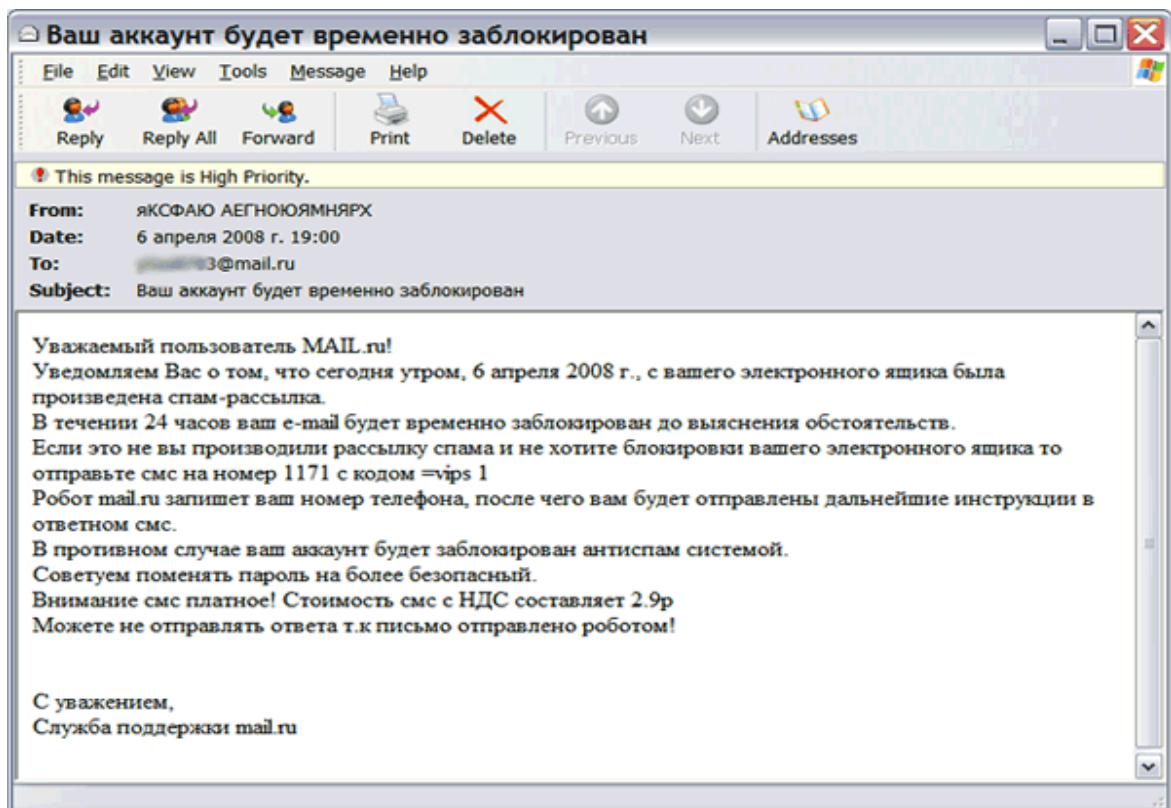 Ваш аккаунт будет временно заблокирован
File Edit View Tools Message Help
Reply Reply All Forward Print Delete Previous Next Addresses
This message is High Priority.
From: яКСФАЮ АЕГНОЮЯМНЯРХ
Date: 6 апреля 2008 г. 19:00
To: 3@mail.ru
Subject: Ваш аккаунт будет временно заблокирован
Уважаемый пользователь MAIL.ru!
Уведомляем Вас о том, что сегодня утром, 6 апреля 2008 г., с вашего электронного ящика была
произведена спам-рассылка.
В течении 24 часов ваш e-mail будет временно заблокирован до выяснения обстоятельств.
Если это не вы производили рассылку спама и не хотите блокировки вашего электронного ящика то
отправьте смс на номер 1171 с кодом =vips 1
Робот mail.ru запишет ваш номер телефона, после чего вам будет отправлены дальнейшие инструкции в
ответном смс.
В противном случае ваш аккаунт будет заблокирован антиспам системой.
Советуем поменять пароль на более безопасный.
Внимание смс платное! Стоимость смс с НДС составляет 2.9р
Можете не отправлять ответа т.к письмо отправлено роботом!
С уважением,
Служба поддержки mail.ru